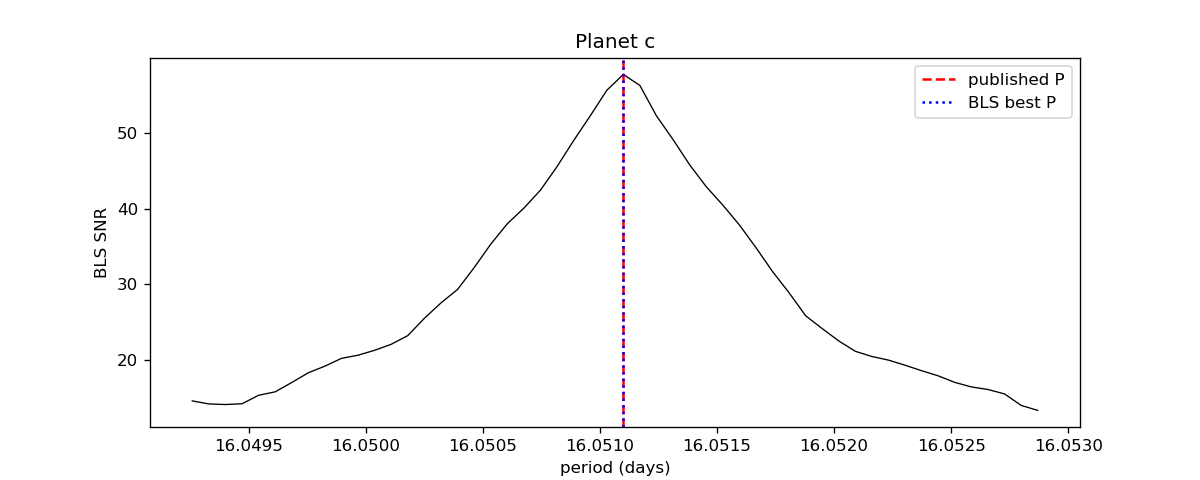 Planet c
published P
BLS best P
BLS SNR
50
40
30
20
16.0495 16.0500 16.0505 16.0510 16.0515 16.0520 16.0525 16.0530
period (days)